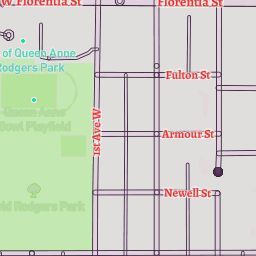 W. Florentia St
Florentia St
of Queen Anne
Rodgers Park
Fulton St
Queen Anne
Bowl Playfield
1st Ave W
Armour St
Newell St
Rodgers Park